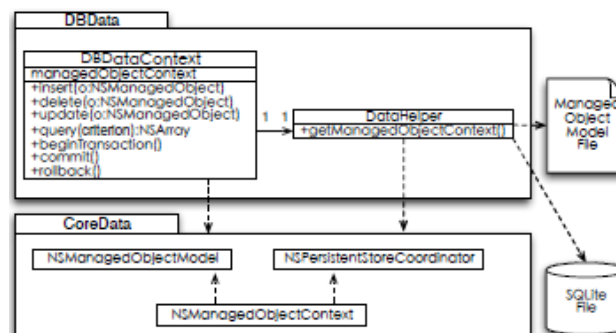 DBData
DBDataContext
managedObjectContext
+insert(o:NSManagedObject)
+delete(o:NSManagedObject)
+update(o:NSManagedObject)
+query(criterion):NSArray
+beginTransaction()
+commit()
+rollback()
1 1
DataHelper
+getManagedObjectContext()
Managed
Object
Model
File
CoreData
NSManagedObjectModel
NSPersistentStoreCoordinator
NSManagedObjectContext
SQLite
File